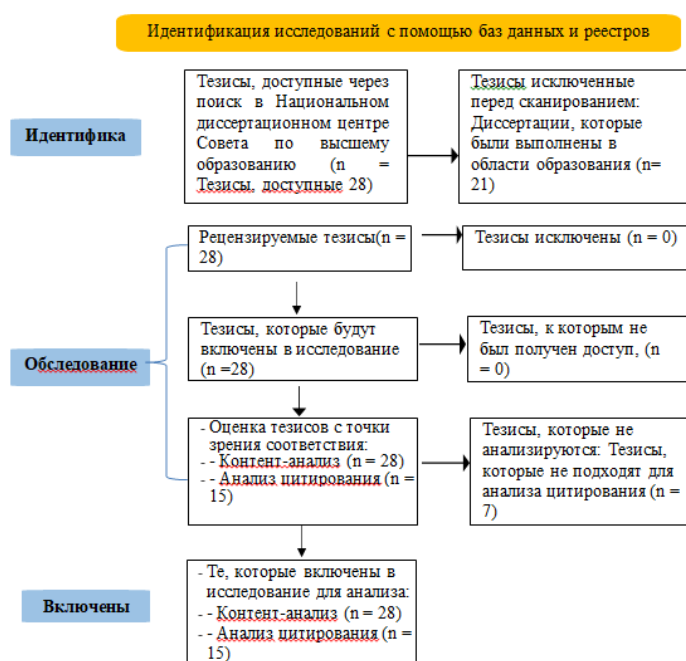 Идентификация исследований с помощью баз данных и реестров
Идентифика
Тезисы, доступные через
поиск в Национальном
диссертационном центре
Совета по высшему
образованию (n =
Тезисы, доступные 28)
Тезисы исключенные
перед сканированием:
Диссертации, которые
были выполнены в
области образования (n=
21)
Обследование
Рецензируемые тезисы(n =
28)
Тезисы исключены (n = 0)
Тезисы, которые будут
включены в исследование
(n =28)
Тезисы, к которым не
был получен доступ, (n
= 0)
- Оценка тезисов с точки
зрения соответствия:
- - Контент-анализ (n = 28)
- - Анализ цитирования (n =
15)
Тезисы, которые не
анализируются: Тезисы,
которые не подходят для
анализа цитирования (n =
7)
Включены
- Те, которые включены в
исследование для анализа:
- - Контент-анализ (n = 28)
- - Анализ цитирования (n =
15)